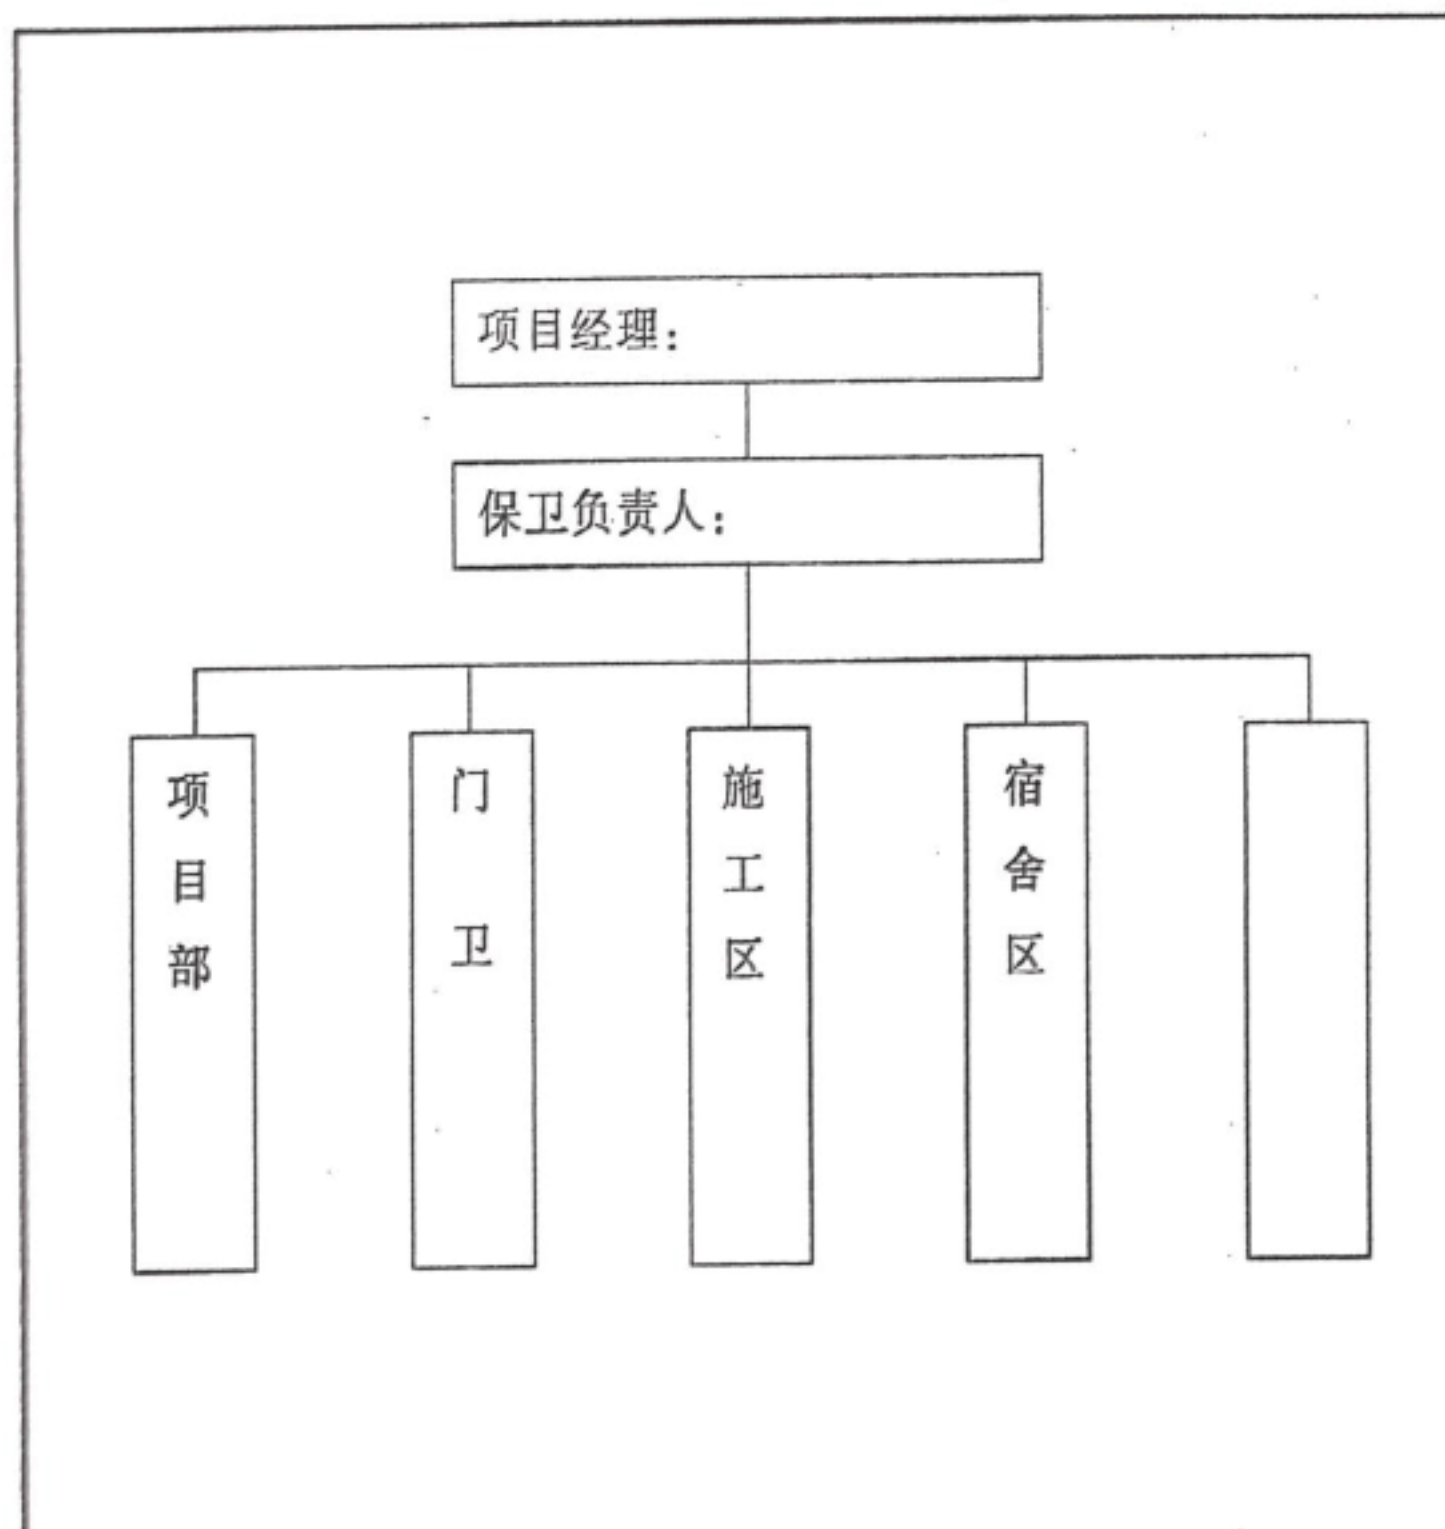 项目经理：
保卫负责人：
项目部
门卫
施工区
宿舍区